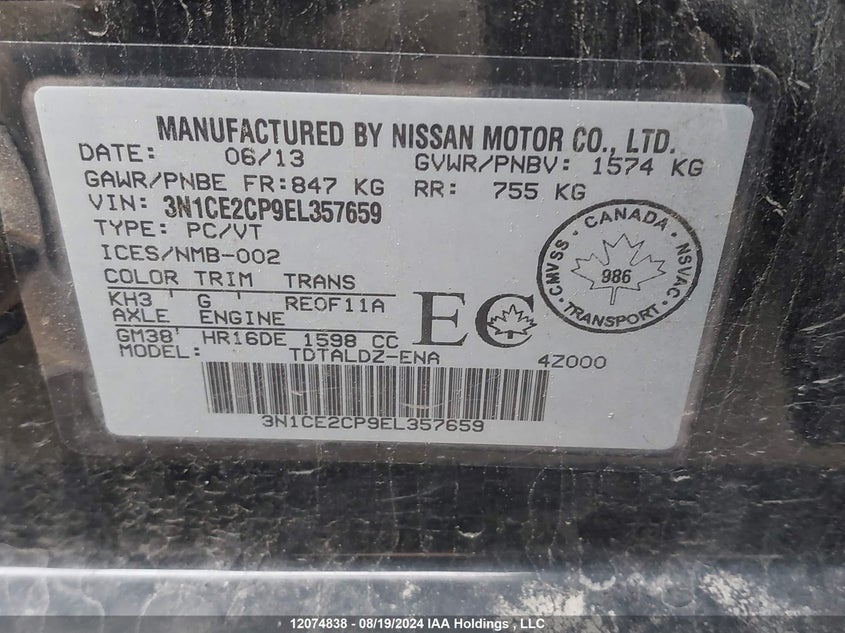 MANUFACTURED BY NISSAN MOTOR CO., LTD.
DATE: 06/13 GVWR/PNBV: 1574 KG
GAWR/PNBE FR:847 KG RR: 755 KG
VIN: 3N1CE2CP9EL357659
TYPE: PC/VT
ICES/NMB-002
COLOR TRIM TRANS
KH3 ' G ' RE0F11A
AXLE ENGINE
GM38' HR16DE 1598 CC
MODEL: TDTALDZ-ENA 4Z000
3N1CE2CP9EL357659
EC
CANADA
CMVSS · NSVAC
986
TRANSPORT
12074838 - 08/19/2024 IAA Holdings , LLC